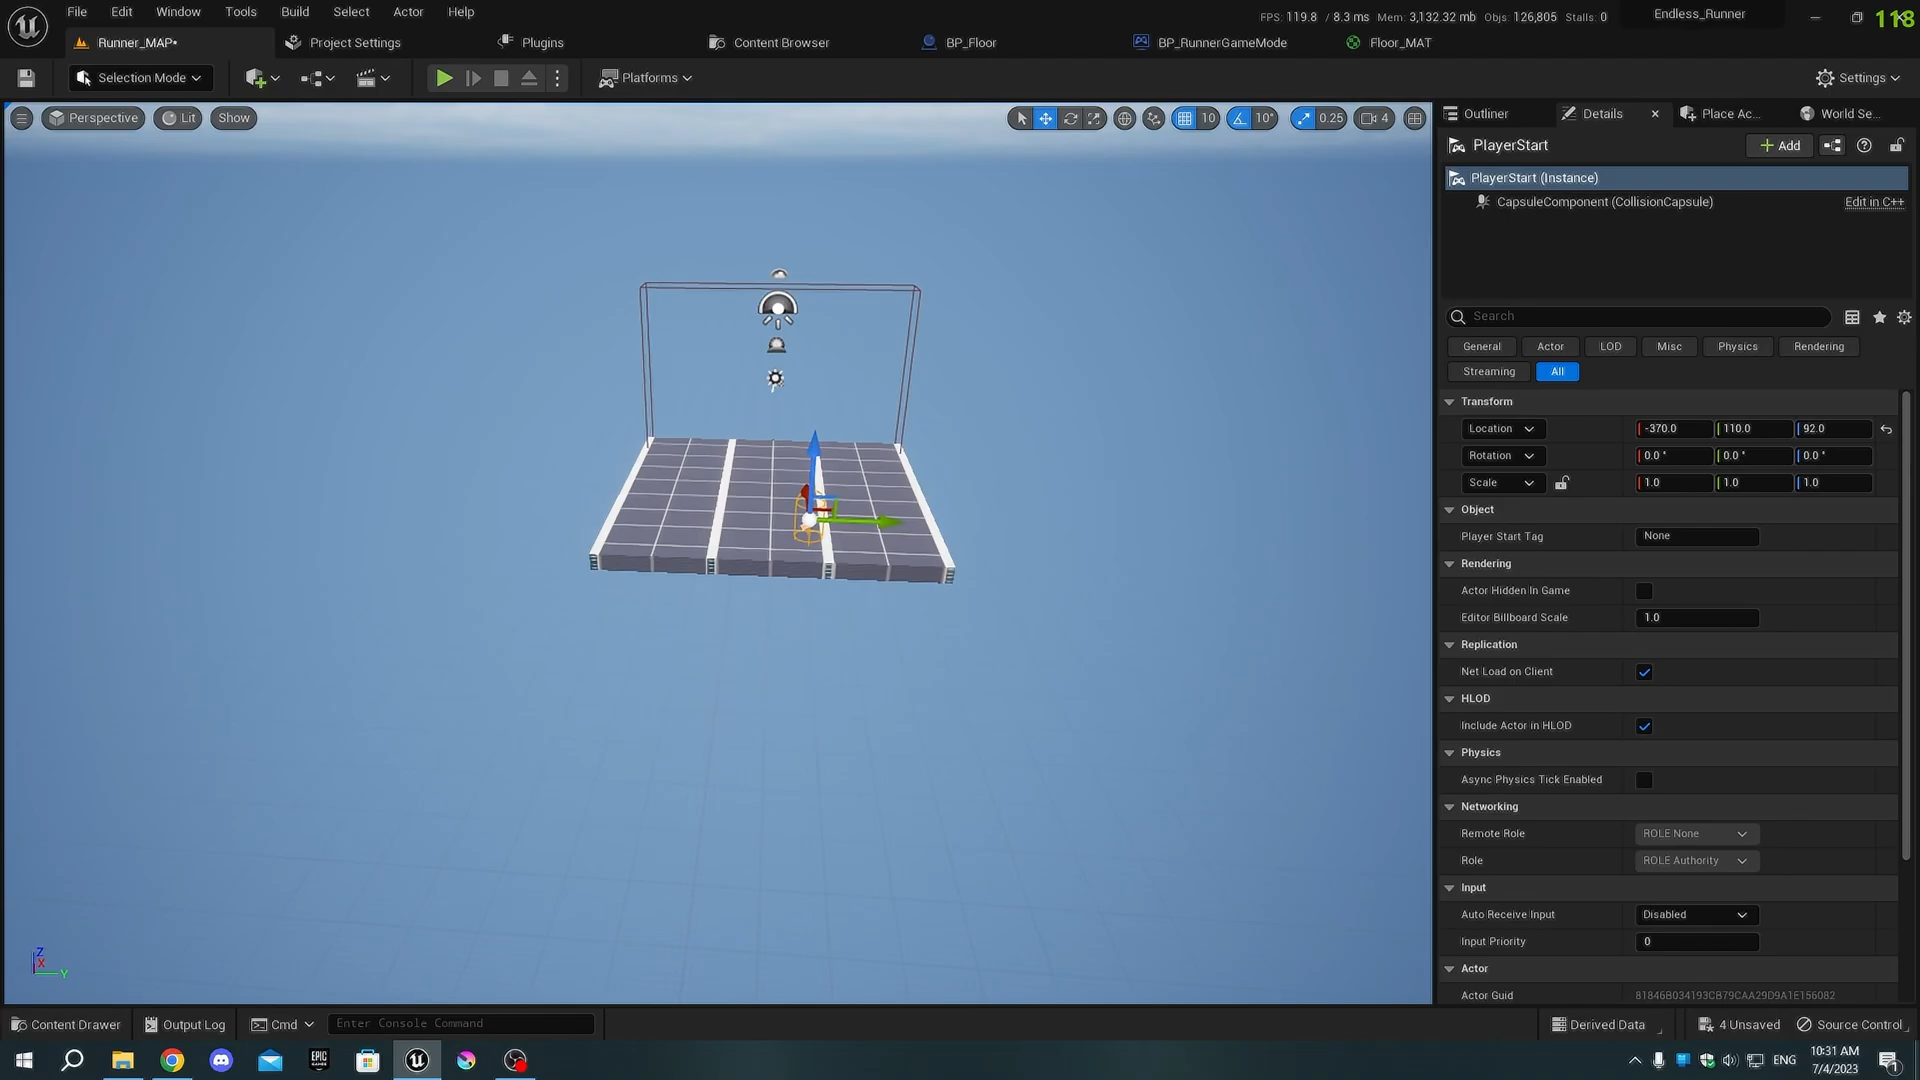 File Edit Window Tools Build Select Actor Help
FPS: 119.8 / 8.3 ms Mem: 3,132.32 mb Objs: 126,805 Stalls: 0
Endless_Runner
118
Runner_MAP•
Project Settings
Plugins
Content Browser
BP_Floor
BP_RunnerGameMode
Floor_MAT
Selection Mode
Platforms
Settings
Perspective
Lit
Show
10
10°
0.25
4
Outliner
Details
Place Ac...
World Se...
PlayerStart
Add
PlayerStart (Instance)
CapsuleComponent (CollisionCapsule)
Edit in C++
Search
General Actor LOD Misc Physics Rendering
Streaming All
Transform
Location -370.0 110.0 92.0
Rotation 0.0 ° 0.0 ° 0.0 °
Scale 1.0 1.0 1.0
Object
Player Start Tag None
Rendering
Actor Hidden In Game
Editor Billboard Scale 1.0
Replication
Net Load on Client
HLOD
Include Actor in HLOD
Physics
Async Physics Tick Enabled
Networking
Remote Role ROLE None
Role ROLE Authority
Input
Auto Receive Input Disabled
Input Priority 0
Actor
Actor Guid 81846B034193CB79CAA29D9A1E156082
Z
X
Y
Content Drawer
Output Log
Cmd
Enter Console Command
Derived Data
4 Unsaved
Source Control
EPIC
GAMES
ENG
10:31 AM
7/4/2023
1